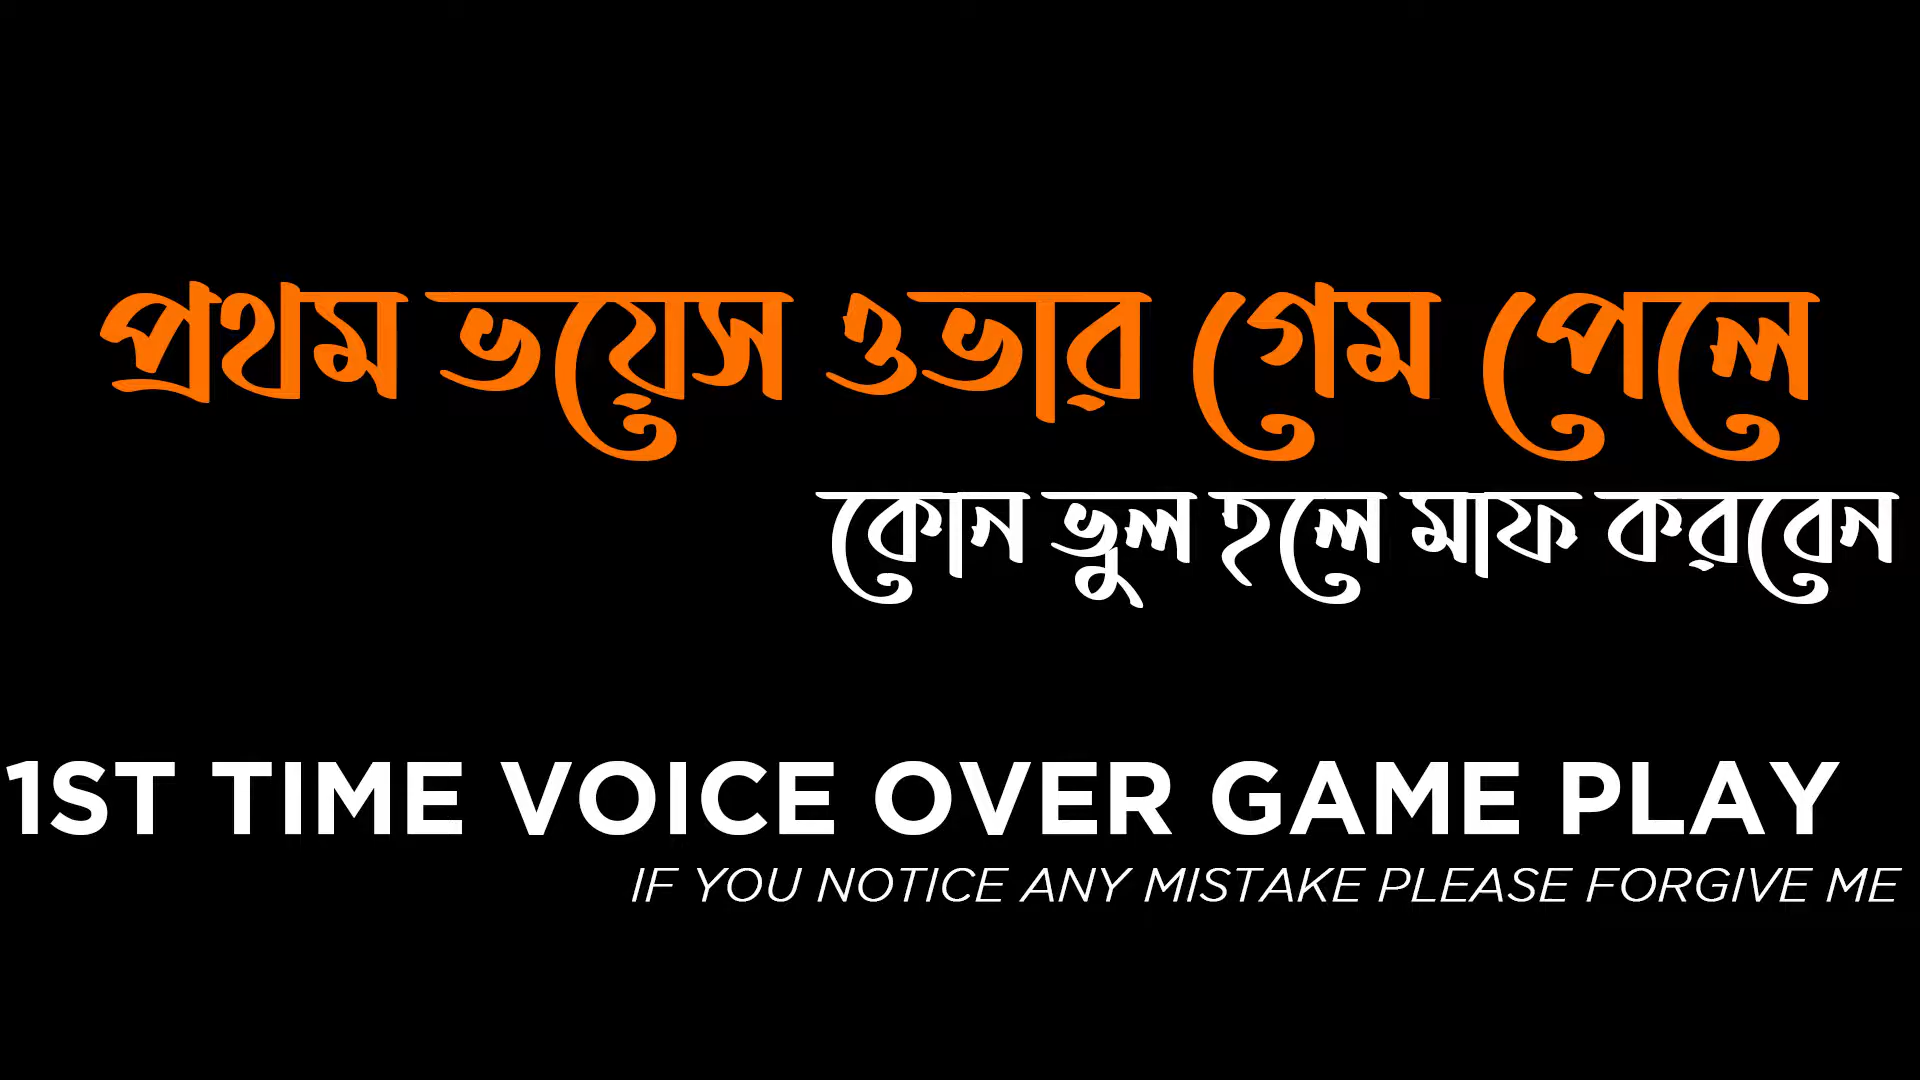 প্রথম ভয়েস ওভার গেম পেলে
কোন ভুল হলে মাফ করবেন
1ST TIME VOICE OVER GAME PLAY
IF YOU NOTICE ANY MISTAKE PLEASE FORGIVE ME